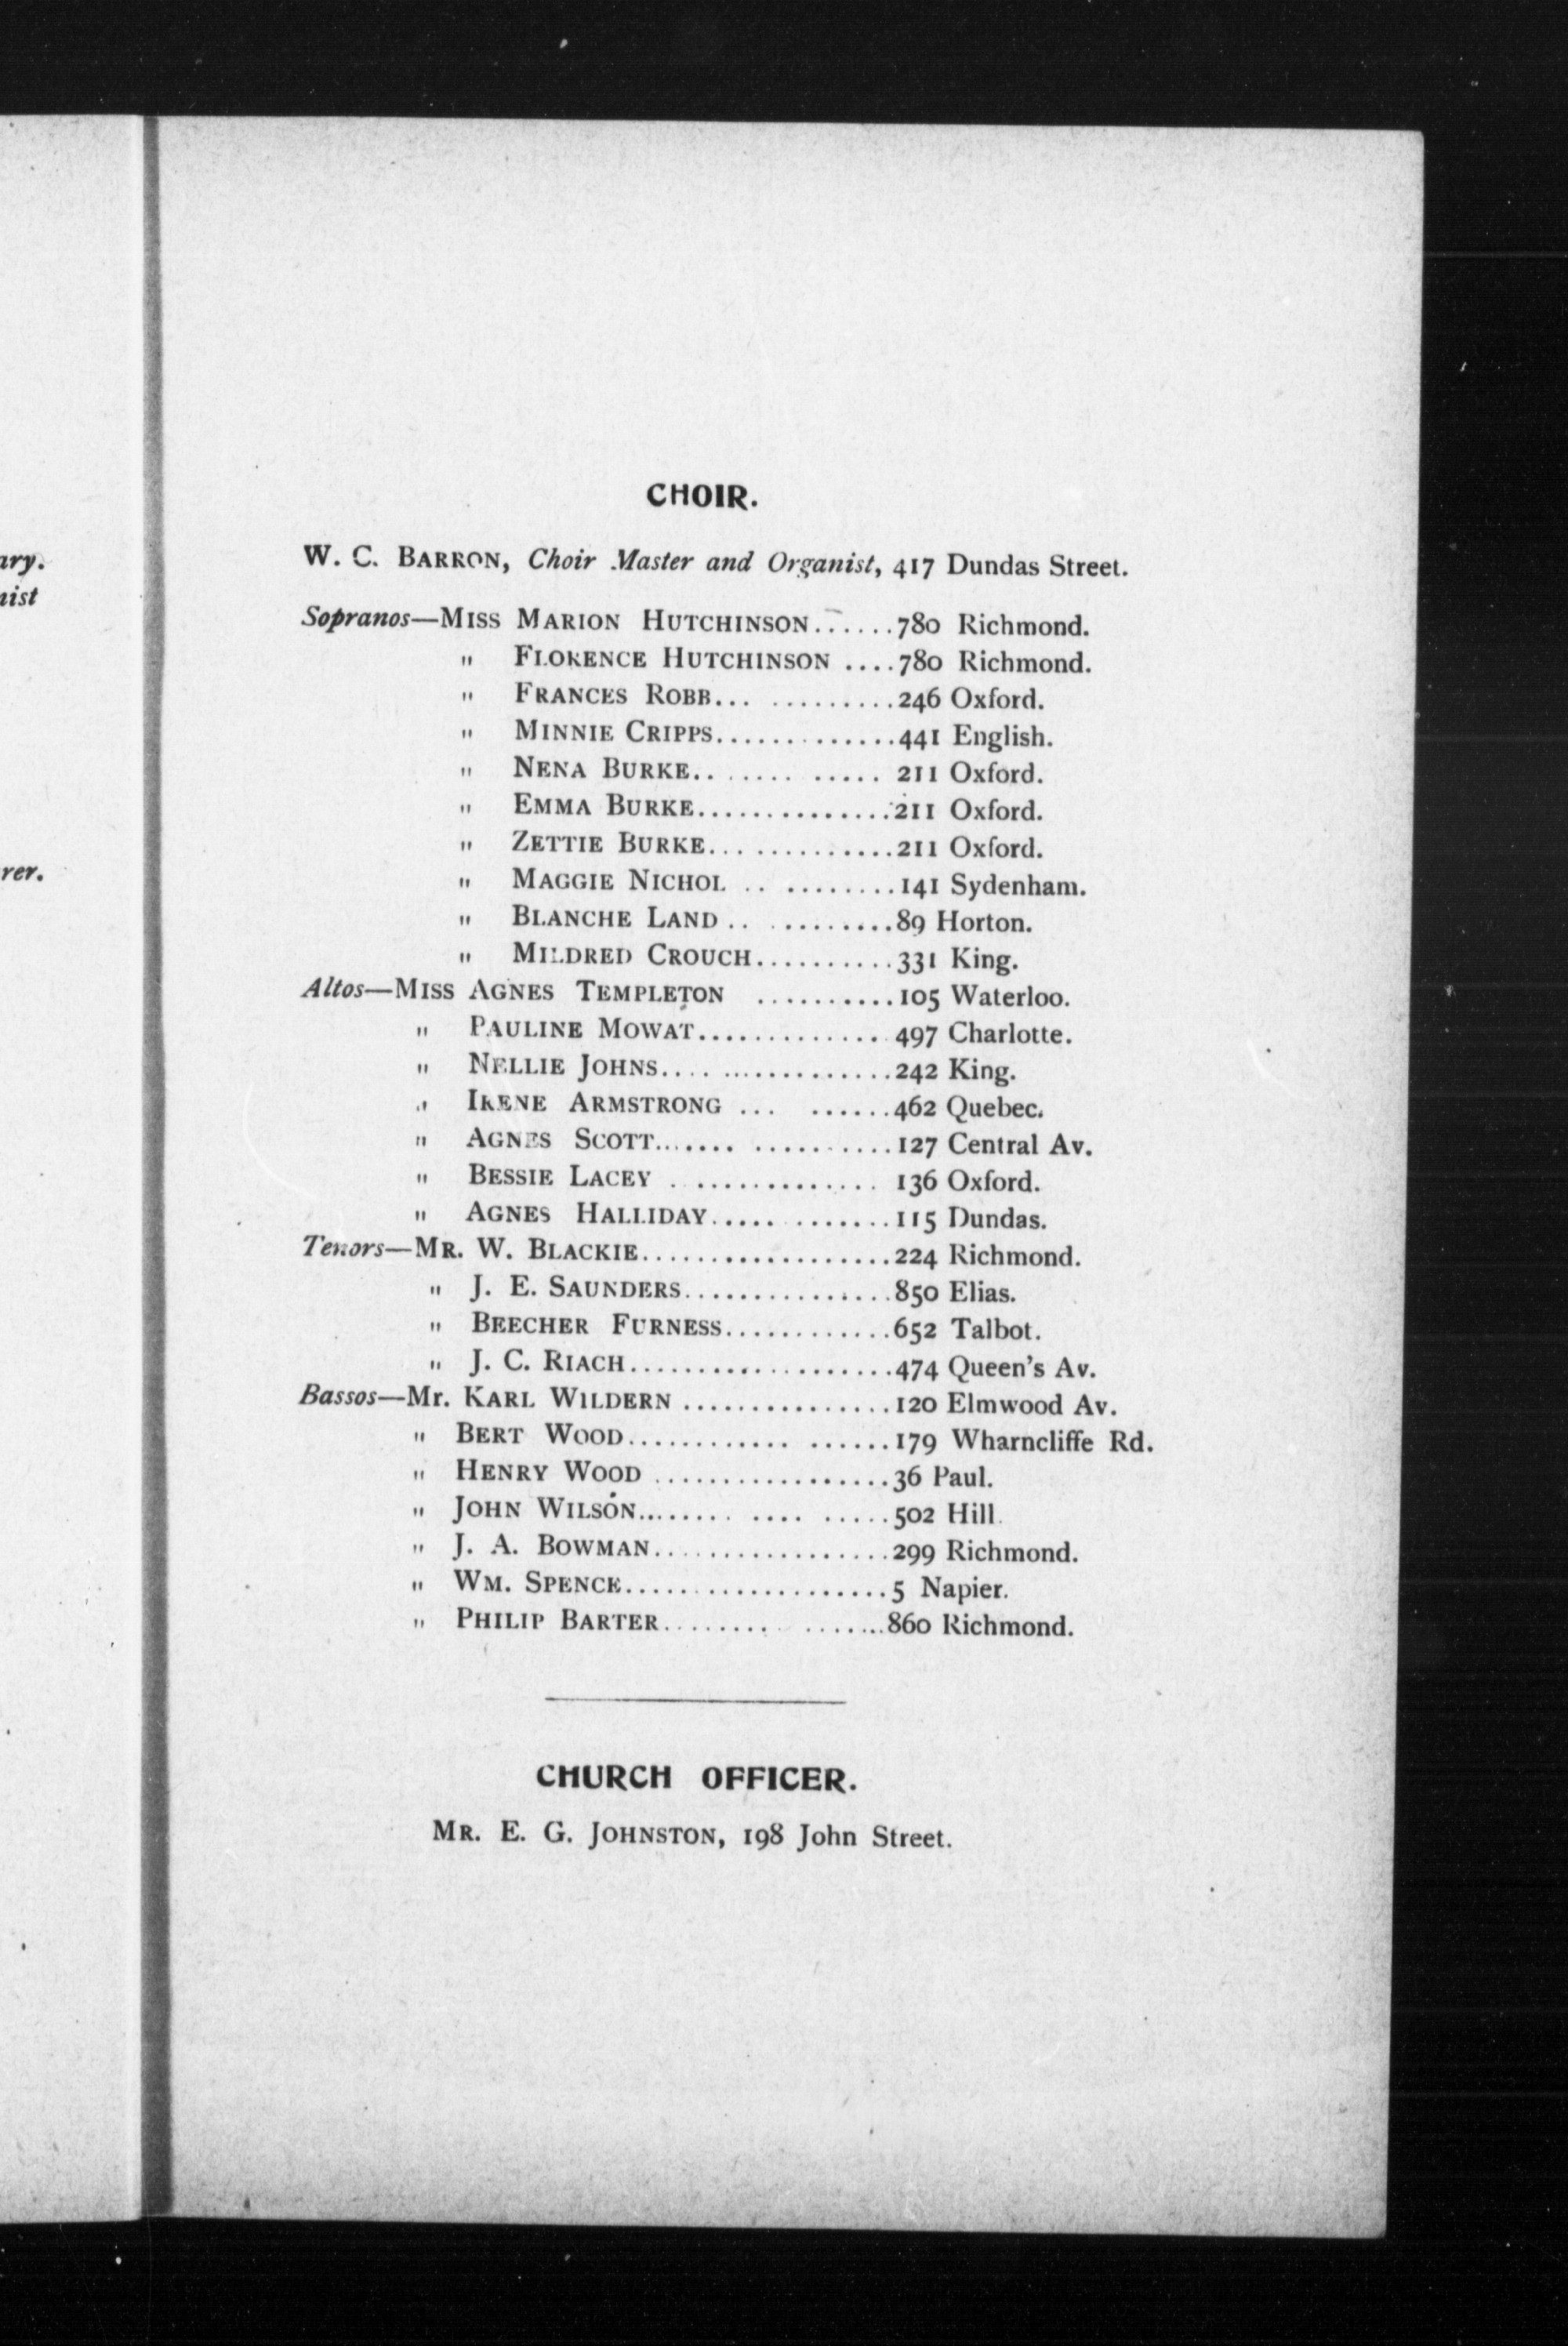 ary.
nist
rer.
CHOIR.
W. C. BARRON, Choir Master and Organist, 417 Dundas Street.
Sopranos—MISS MARION HUTCHINSON......780 Richmond.
" FLORENCE HUTCHINSON ....780 Richmond.
" FRANCES ROBB... .........246 Oxford.
" MINNIE CRIPPS.............441 English.
" NENA BURKE........ ..... 211 Oxford.
" EMMA BURKE..............211 Oxford.
" ZETTIE BURKE..............211 Oxford.
" MAGGIE NICHOL .. ........141 Sydenham.
" BLANCHE LAND .. .........89 Horton.
" MILDRED CROUCH..........331 King.
Altos—MISS AGNES TEMPLETON ..........105 Waterloo.
" PAULINE MOWAT..............497 Charlotte.
" NELLIE JOHNS.... .............242 King.
" IRENE ARMSTRONG ... ......462 Quebec.
" AGNES SCOTT....... ..........127 Central Av.
" BESSIE LACEY . ............. 136 Oxford.
" AGNES HALLIDAY..... .......115 Dundas.
Tenors—MR. W. BLACKIE..................224 Richmond.
" J. E. SAUNDERS...............850 Elias.
" BEECHER FURNESS............652 Talbot.
" J. C. RIACH...................474 Queen's Av.
Bassos—Mr. KARL WILDERN ...............120 Elmwood Av.
" BERT WOOD............ ......179 Wharncliffe Rd.
" HENRY WOOD .................36 Paul.
" JOHN WILSON........ .... .....502 Hill.
" J. A. BOWMAN.................299 Richmond.
" WM. SPENCE...................5 Napier.
" PHILIP BARTER........ .......860 Richmond.
CHURCH OFFICER.
MR. E. G. JOHNSTON, 198 John Street.